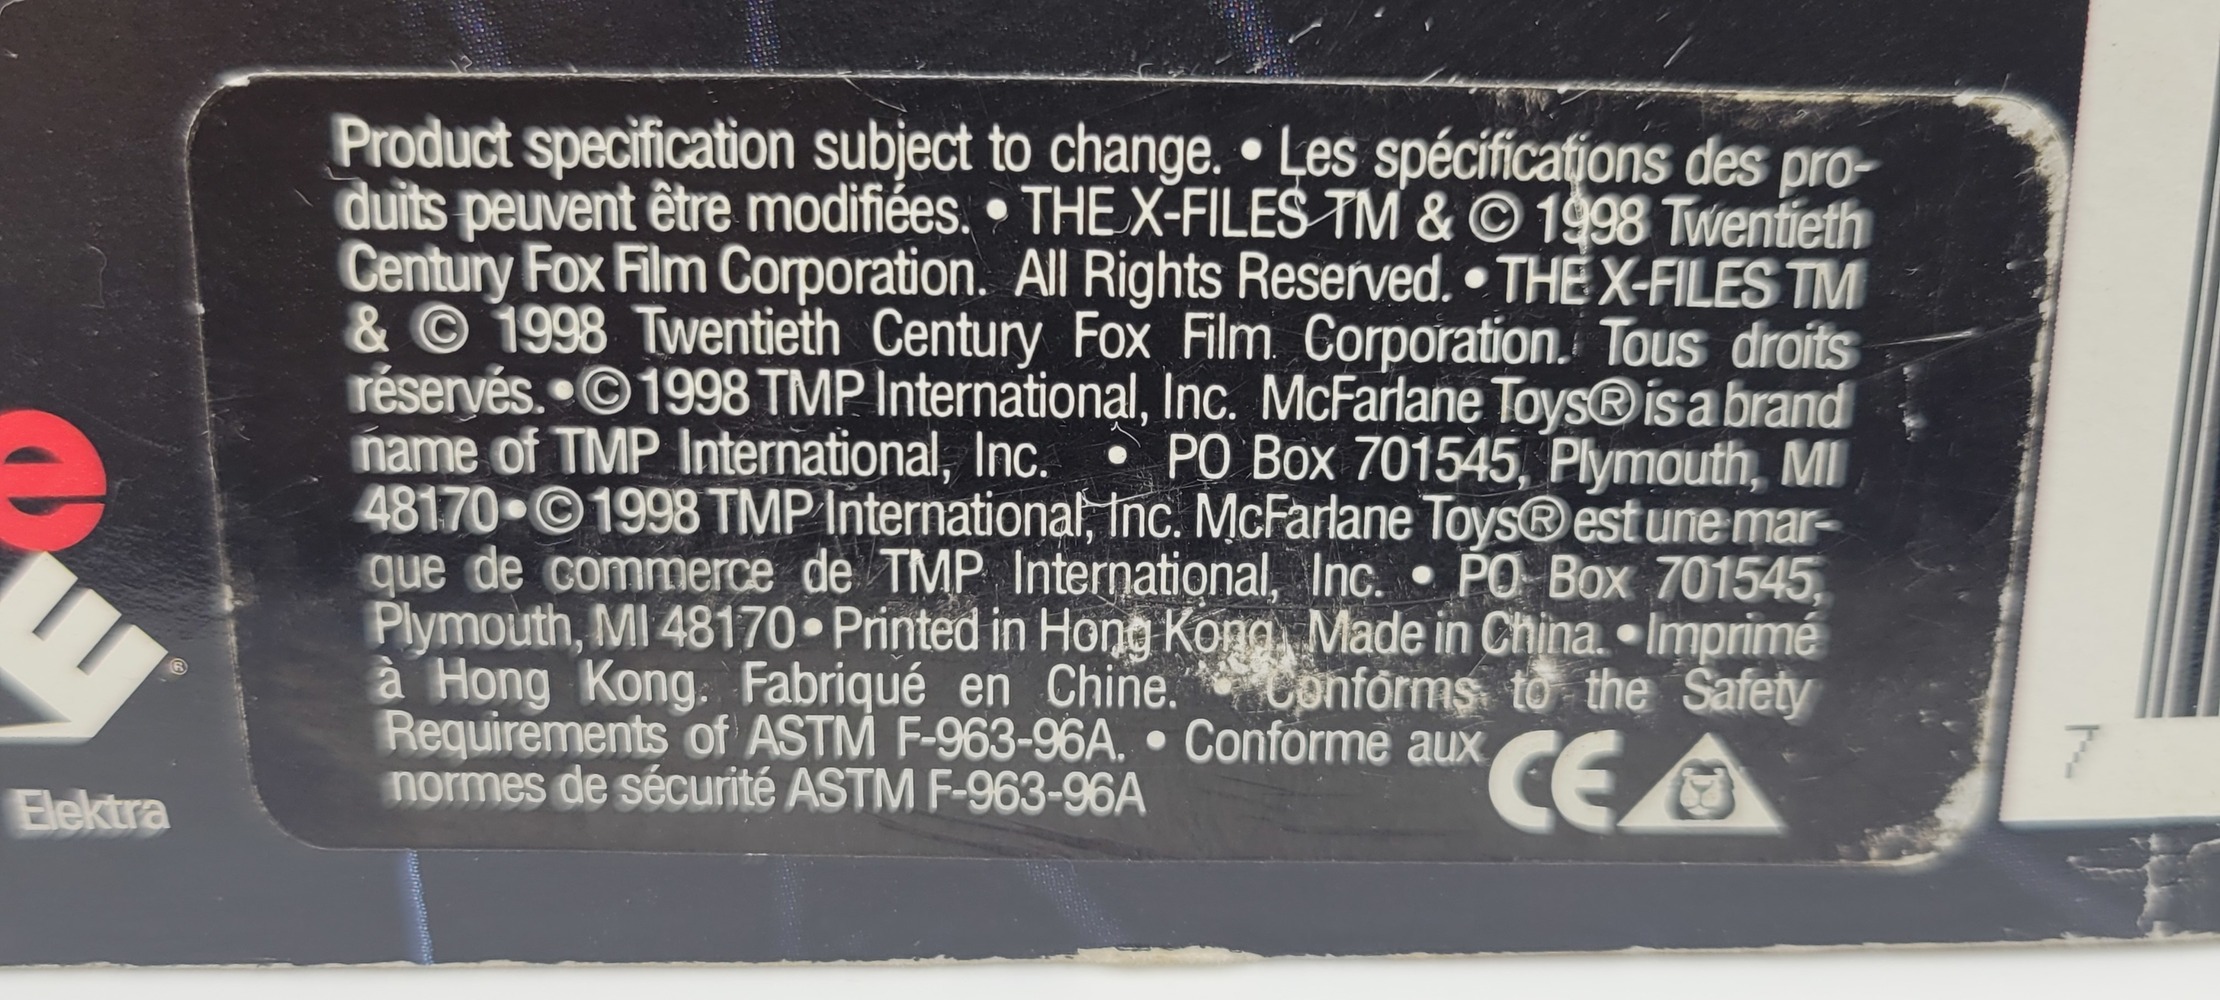 Product specification subject to change. • Les spécifications des pro-
duits peuvent être modifiées. • THE X-FILES TM & © 1998 Twentieth
Century Fox Film Corporation. All Rights Reserved. • THE X-FILES TM
& © 1998 Twentieth Century Fox Film Corporation. Tous droits
réservés. • © 1998 TMP International, Inc. McFarlane Toys® is a brand
name of TMP International, Inc. • PO Box 701545, Plymouth, MI
48170 • © 1998 TMP International, Inc. McFarlane Toys® est une mar-
que de commerce de TMP International, Inc. • PO Box 701545,
Plymouth, MI 48170 • Printed in Hong Kong. Made in China. • Imprimé
à Hong Kong. Fabriqué en Chine. • Conforms to the Safety
Requirements of ASTM F-963-96A. • Conforme aux
normes de sécurité ASTM F-963-96A
CE
e
E®
Elektra
7